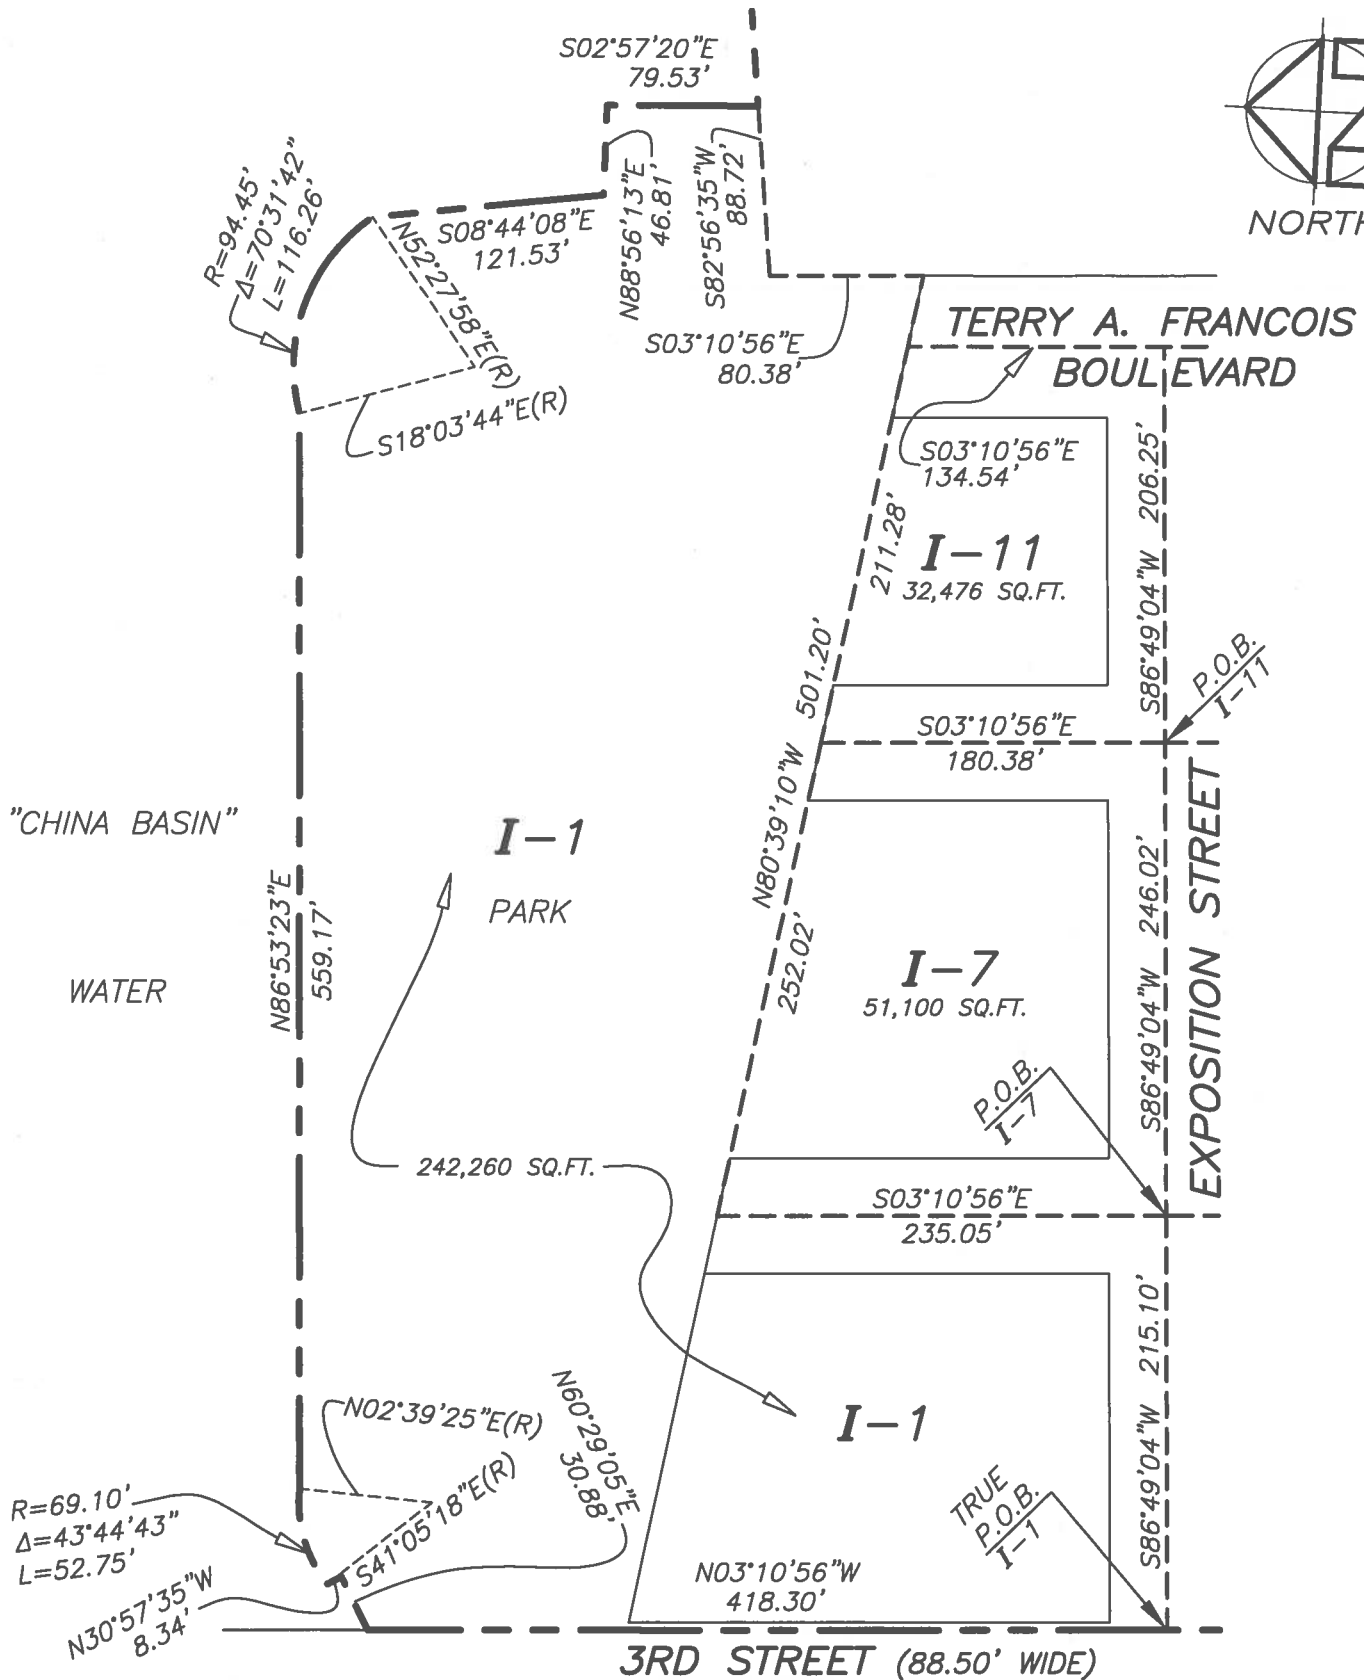 S02°57'20"E
79.53'
NORTH
R=94.45'
Δ=70°31'42"
L=116.26'
N52°27'58"E(R)
S08°44'08"E
121.53'
N88°56'13"E
46.81'
S82°56'35"W
88.72'
S03°10'56"E
80.38'
TERRY A. FRANCOIS
BOULEVARD
S18°03'44"E(R)
S03°10'56"E
134.54'
S86°49'04"W 206.25'
211.28'
I-11
32,476 SQ.FT.
P.O.B.
I-11
N80°39'10"W 501.20'
S03°10'56"E
180.38'
"CHINA BASIN"
WATER
N86°53'23"E
559.17'
I-1
PARK
252.02'
I-7
51,100 SQ.FT.
S86°49'04"W 246.02'
EXPOSITION STREET
P.O.B.
I-7
242,260 SQ.FT.
S03°10'56"E
235.05'
S86°49'04"W 215.10'
N02°39'25"E(R)
S41°05'18"E(R)
N60°29'05"E
30.88'
I-1
R=69.10'
Δ=43°44'43"
L=52.75'
N30°57'35"W
8.34'
TRUE
P.O.B.
I-1
N03°10'56"W
418.30'
3RD STREET (88.50' WIDE)